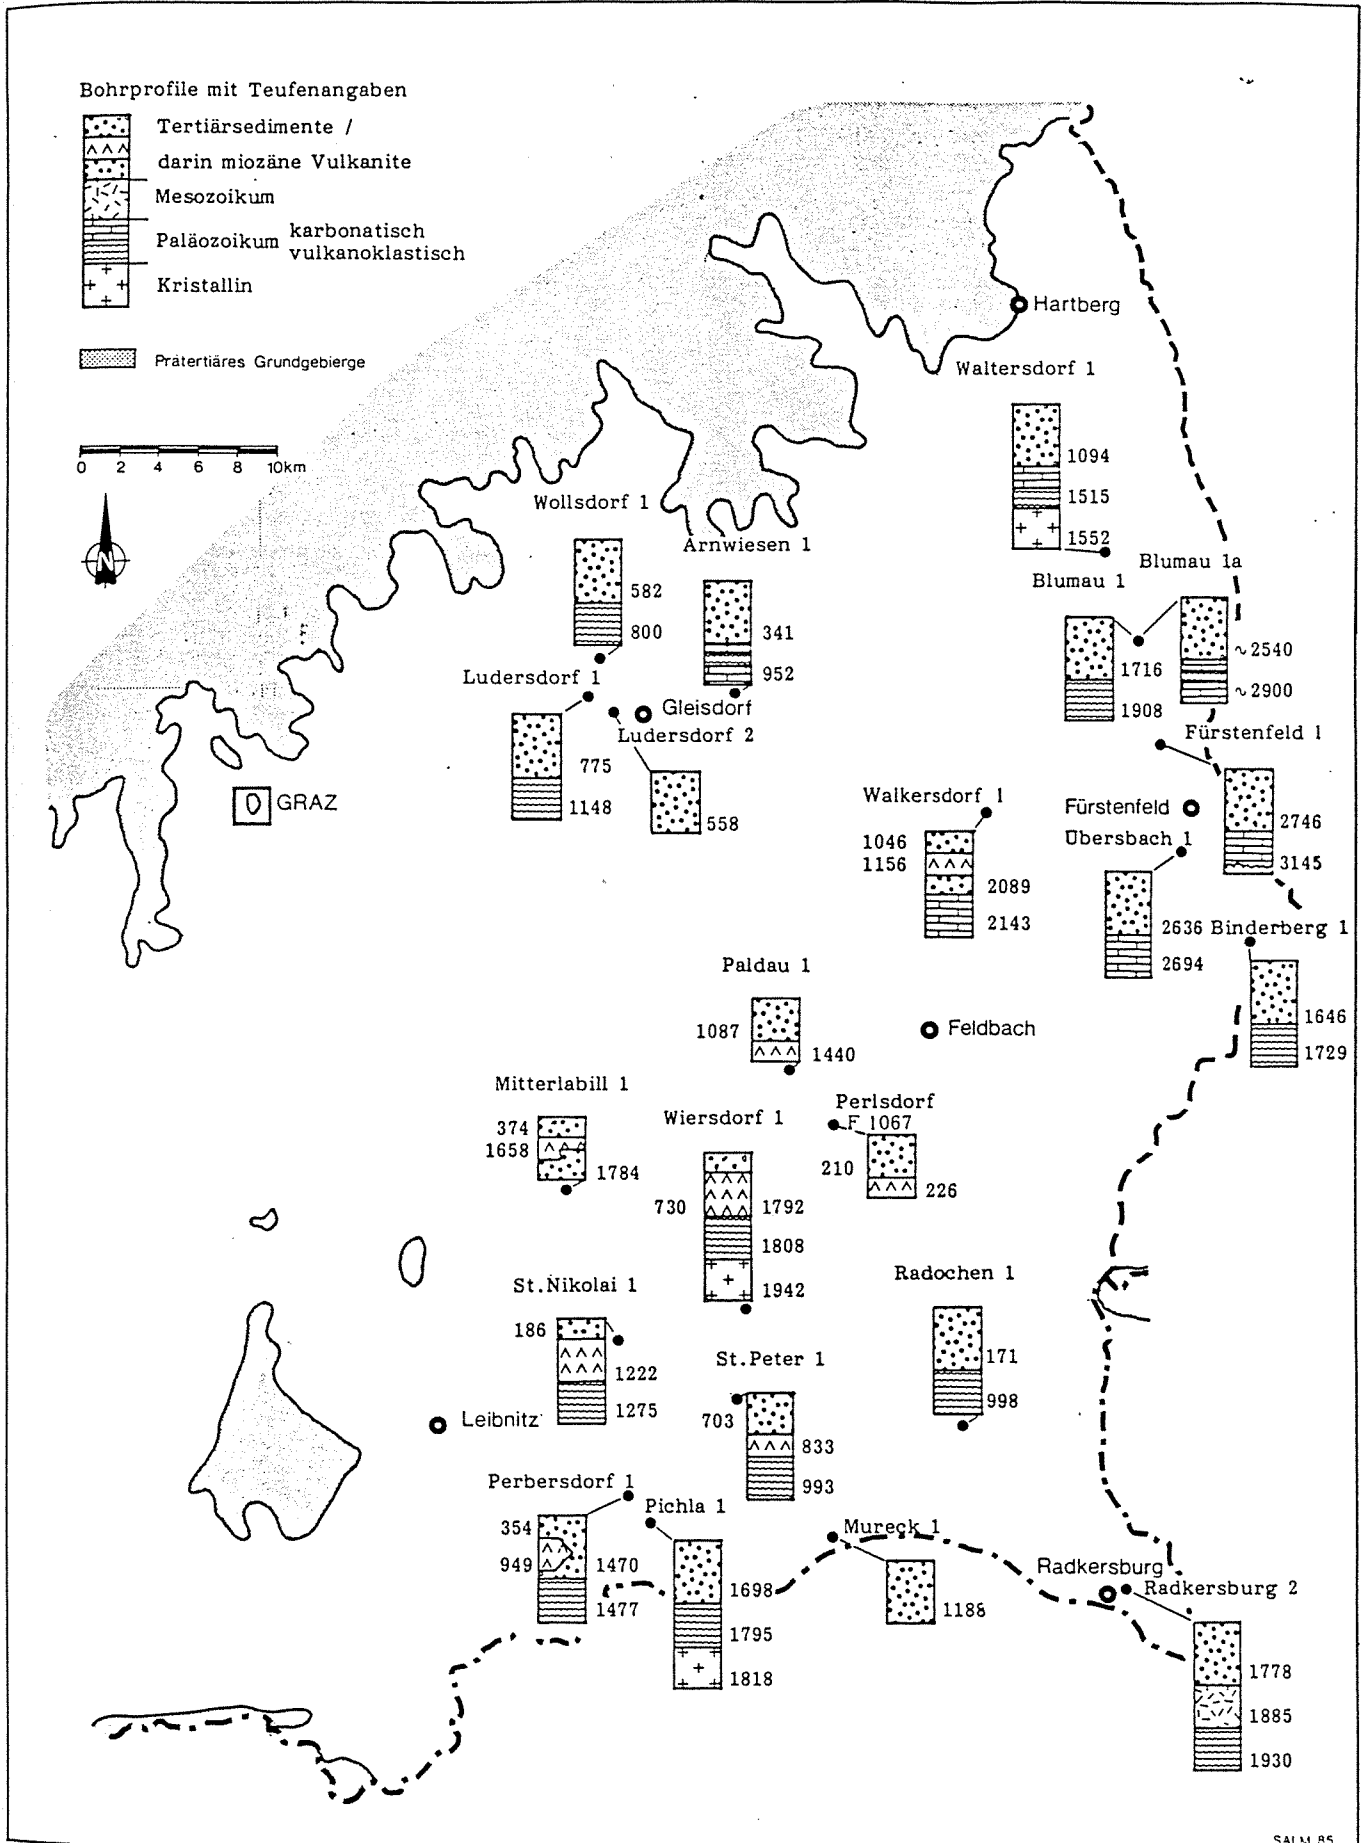 Bohrprofile mit Teufenangaben
Tertiärsedimente /
darin miozäne Vulkanite
Mesozoikum
Paläozoikum karbonatisch
vulkanoklastisch
Kristallin
Prätertiäres Grundgebierge
0 2 4 6 8 10km
N
Hartberg
Waltersdorf 1
1094
1515
1552
Wollsdorf 1
582
800
Arnwiesen 1
341
952
Blumau 1a
~2540
~2900
Blumau 1
1716
1908
Ludersdorf 1
775
1148
Gleisdorf
Ludersdorf 2
558
Fürstenfeld 1
2746
3145
GRAZ
Walkersdorf 1
1046
1156
2089
2143
Fürstenfeld
Übersbach 1
2636
2694
Binderberg 1
1646
1729
Paldau 1
1087
1440
Feldbach
Mitterlabill 1
374
1658
1784
Wiersdorf 1
730
1792
1808
1942
Perlsdorf
F 1067
210
226
St.Nikolai 1
186
1222
1275
Radochen 1
171
998
St.Peter 1
703
833
993
Leibnitz
Perbersdorf 1
354
949
1470
1477
Pichla 1
1698
1795
1818
Mureck 1
1188
Radkersburg
Radkersburg 2
1778
1885
1930
SALM 85